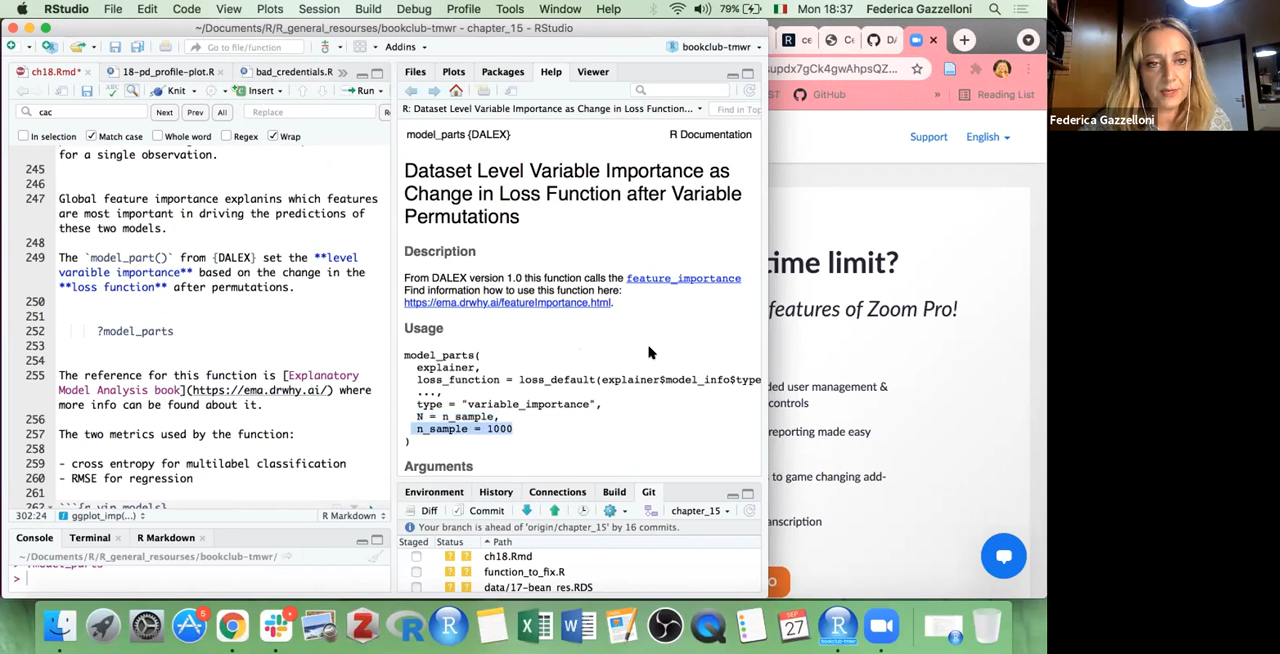 RStudio File Edit Code View Plots Session Build Debug Profile Tools Window Help 79% Mon 18:37 Federica Gazzelloni
~/Documents/R/R_general_resourses/bookclub-tmwr - chapter_15 - RStudio
Go to file/function Addins bookclub-tmwr
ch18.Rmd* 18-pd_profile-plot.R bad_credentials.R
Knit Insert Run
cac Next Prev All Replace
In selection Match case Whole word Regex Wrap
for a single observation.
245
246
247 Global feature importance explanins which features
are most important in driving the predictions of
these two models.
248
249 The `model_part()` from {DALEX} set the **level
varaible importance** based on the change in the
**loss function** after permutations.
250
251
252 ?model_parts
253
254
255 The reference for this function is [Explanatory
Model Analysis book](https://ema.drwhy.ai/) where
more info can be found about it.
256
257 The two metrics used by the function:
258
259 - cross entropy for multilabel classification
260 - RMSE for regression
261
302:24 ggplot_imp(...) R Markdown
Console Terminal R Markdown
~/Documents/R/R_general_resourses/bookclub-tmwr/
>
Files Plots Packages Help Viewer
R: Dataset Level Variable Importance as Change in Loss Function... Find in Top
model_parts {DALEX} R Documentation
Dataset Level Variable Importance as
Change in Loss Function after Variable
Permutations
Description
From DALEX version 1.0 this function calls the feature_importance
Find information how to use this function here:
https://ema.drwhy.ai/featureImportance.html.
Usage
model_parts(
explainer,
loss_function = loss_default(explainer$model_info$type
...,
type = "variable_importance",
N = n_sample,
n_sample = 1000
)
Arguments
Environment History Connections Build Git
Diff Commit chapter_15
Your branch is ahead of 'origin/chapter_15' by 16 commits.
Staged Status Path
ch18.Rmd
function_to_fix.R
data/17-bean_res.RDS
supdx7gCk4gwAhpsQZ...
GitHub » Reading List
Support English
time limit?
features of Zoom Pro!
ded user management &
controls
reporting made easy
s to game changing add-
nscription
Federica Gazzelloni
5
SEP
27